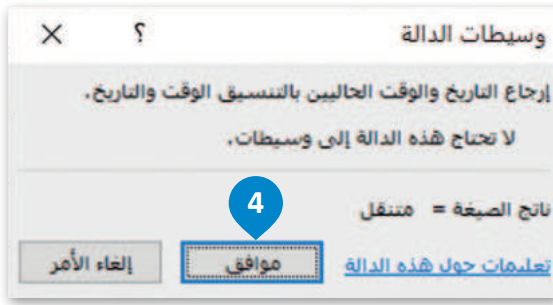 وسيطات الدالة ؟ ×
إرجاع التاريخ والوقت الحاليين بالتنسيق الوقت والتاريخ.
لا تحتاج هذه الدالة إلى وسيطات.
ناتج الصيغة = متنقل
4
تعليمات حول هذه الدالة موافق إلغاء الأمر